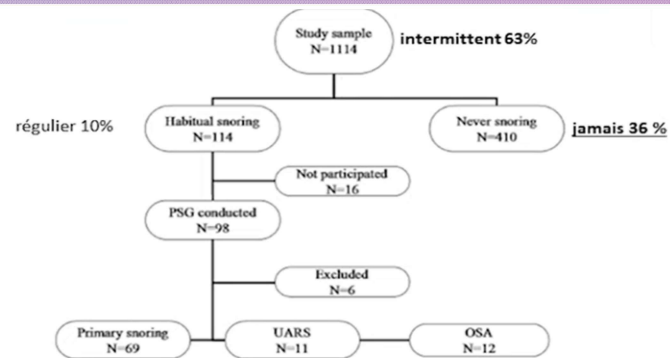 Study sample
N=1114
intermittent 63%
régulier 10%
Habitual snoring
N=114
Never snoring
N=410
jamais 36 %
Not participated
N=16
PSG conducted
N=98
Excluded
N=6
Primary snoring
N=69
UARS
N=11
OSA
N=12